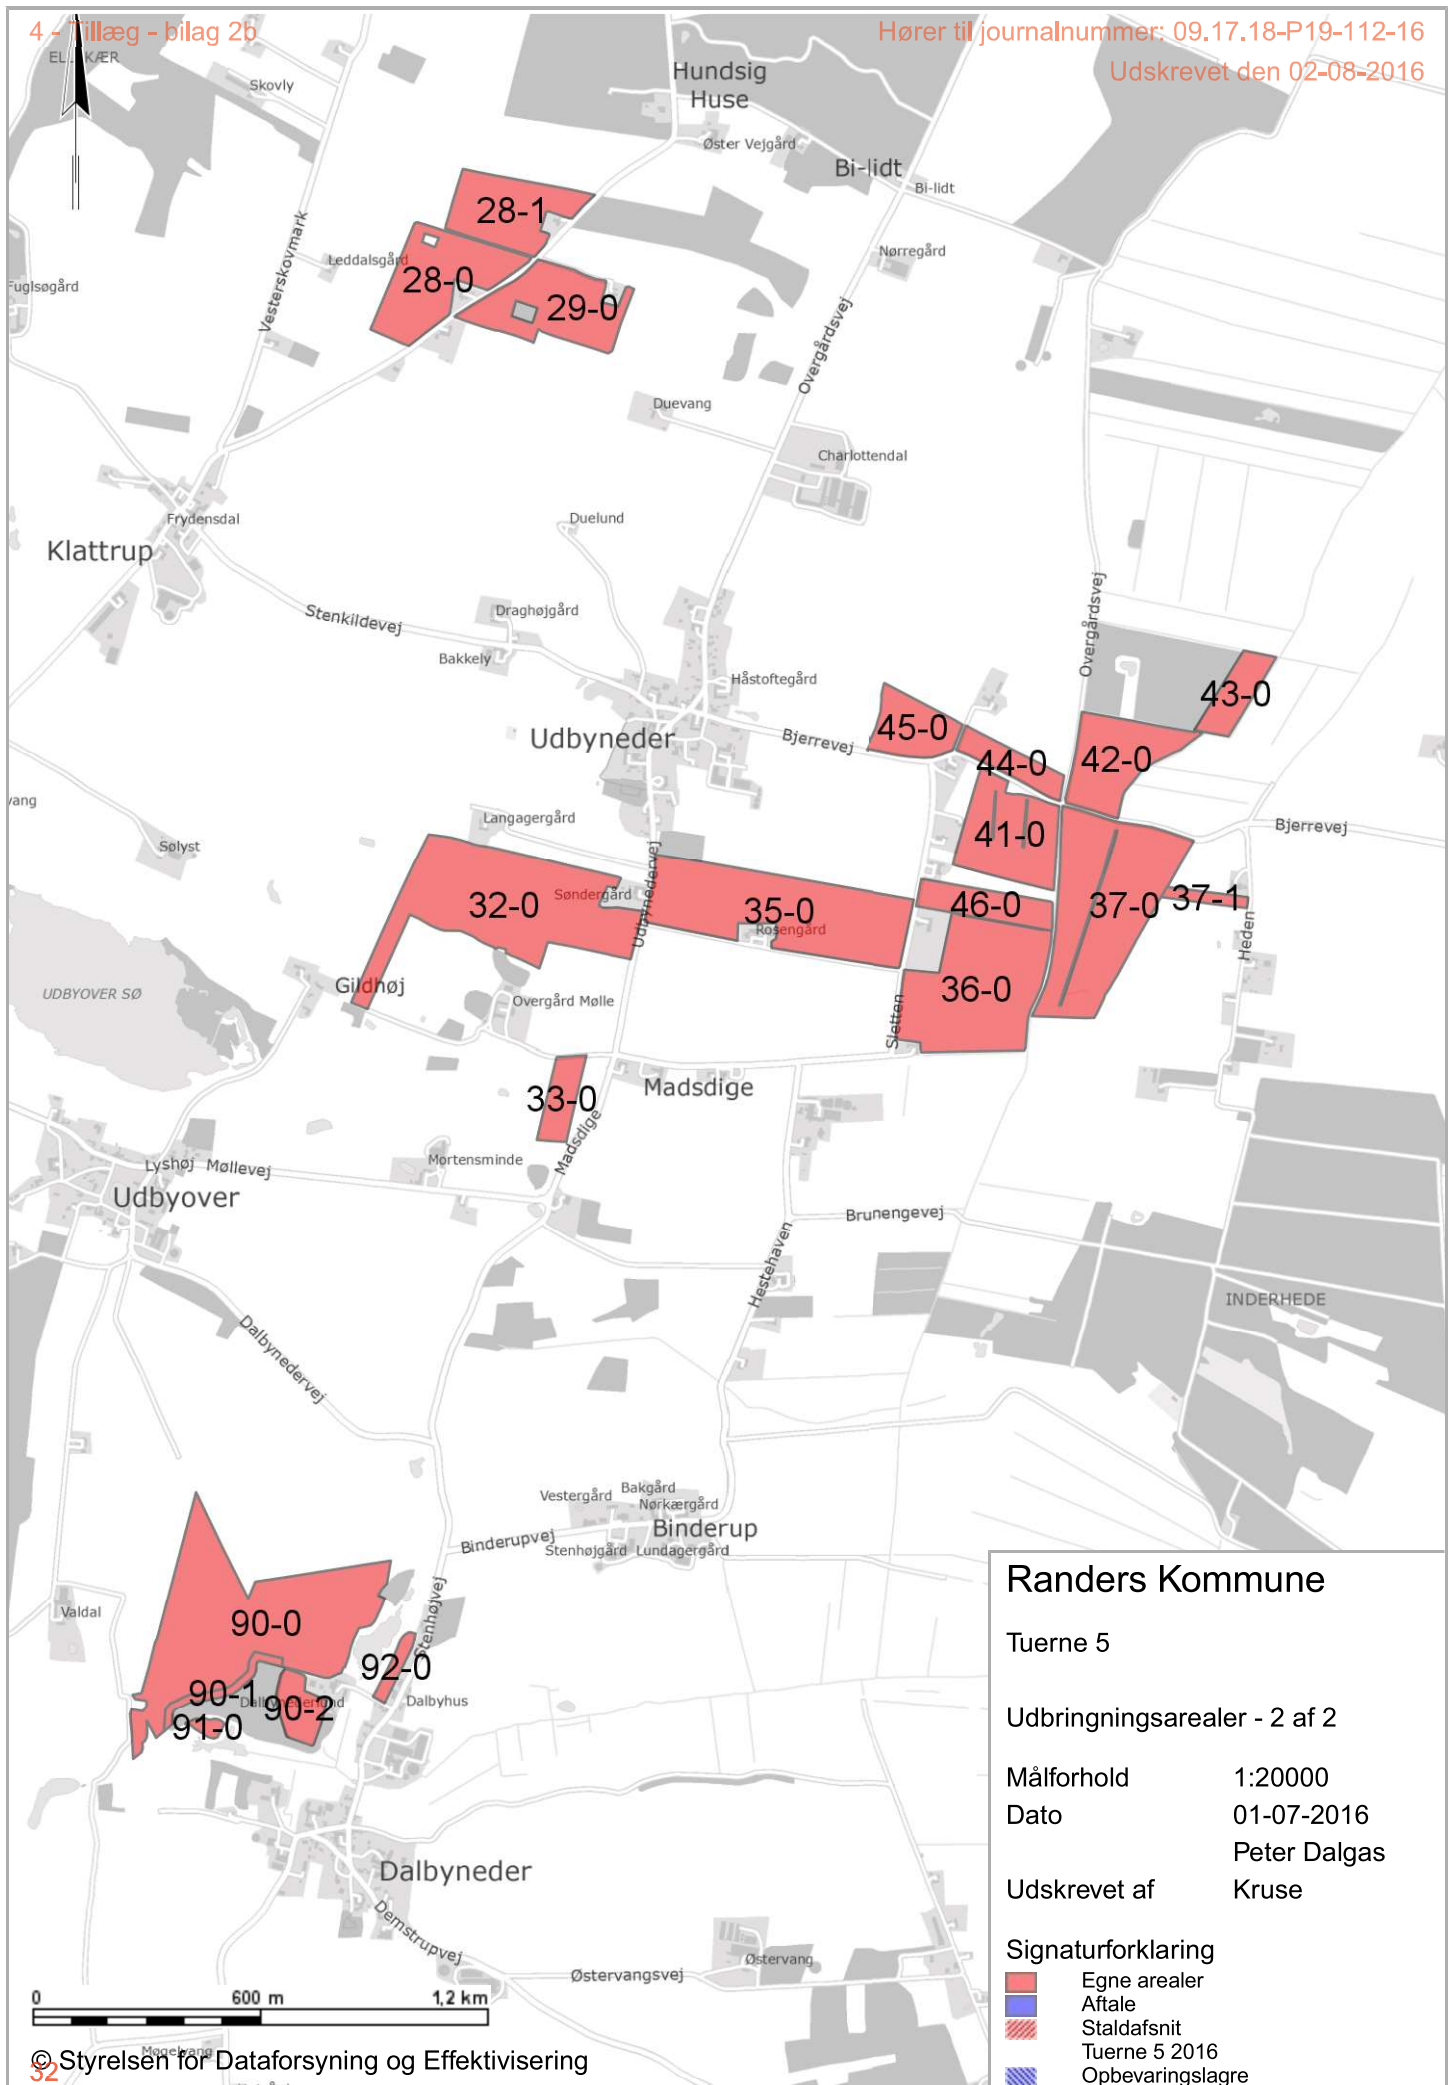 4 - Tillæg - bilag 2b
Hører til journalnummer: 09.17.18-P19-112-16
Udskrevet den 02-08-2016
Skovly
Hundsig
Huse
Øster Vejgård
Bi-lidt
Bi-lidt
28-1
Vesterskovmark
Leddalsgård
28-0
29-0
Nørregård
Fuglsøgård
Overgårdsvej
Duevang
Charlottendal
Frydensdal
Duelund
Klattrup
Stenkildevej
Draghøjgård
Bakkely
Overgårdsvej
Håstoftegård
43-0
Udbyneder
Bjerrevej
45-0
44-0
42-0
Langagergård
Sølyst
41-0
Bjerrevej
Udbynedervej
Søndergård
32-0
35-0
Rosengård
46-0
37-0
37-1
Heden
Gildhøj
UDBYOVER SØ
Overgård Mølle
36-0
Sletten
33-0
Madsdige
Madsdige
Mortensminde
Lyshøj
Møllevej
Udbyover
Brunengevej
Hestehaven
INDERHEDE
Dalbynedervej
Vestergård
Bakgård
Nørkærgård
Binderup
Binderupvej
Stenhøjgård
Lundagergård
Stenhøjvej
Valdal
90-0
92-0
90-1
90-2
91-0
Dalbyhus
Dalbyneder
Demstrupvej
Østervang
Østervangsvej
Randers Kommune
Tuerne 5
Udbringningsarealer - 2 af 2
Målforhold 1:20000
Dato 01-07-2016
Peter Dalgas
Udskrevet af Kruse
Signaturforklaring
Egne arealer
Aftale
Staldafsnit
Tuerne 5 2016
Opbevaringslagre
0 600 m 1,2 km
Møgelvang
© Styrelsen for Dataforsyning og Effektivisering
32